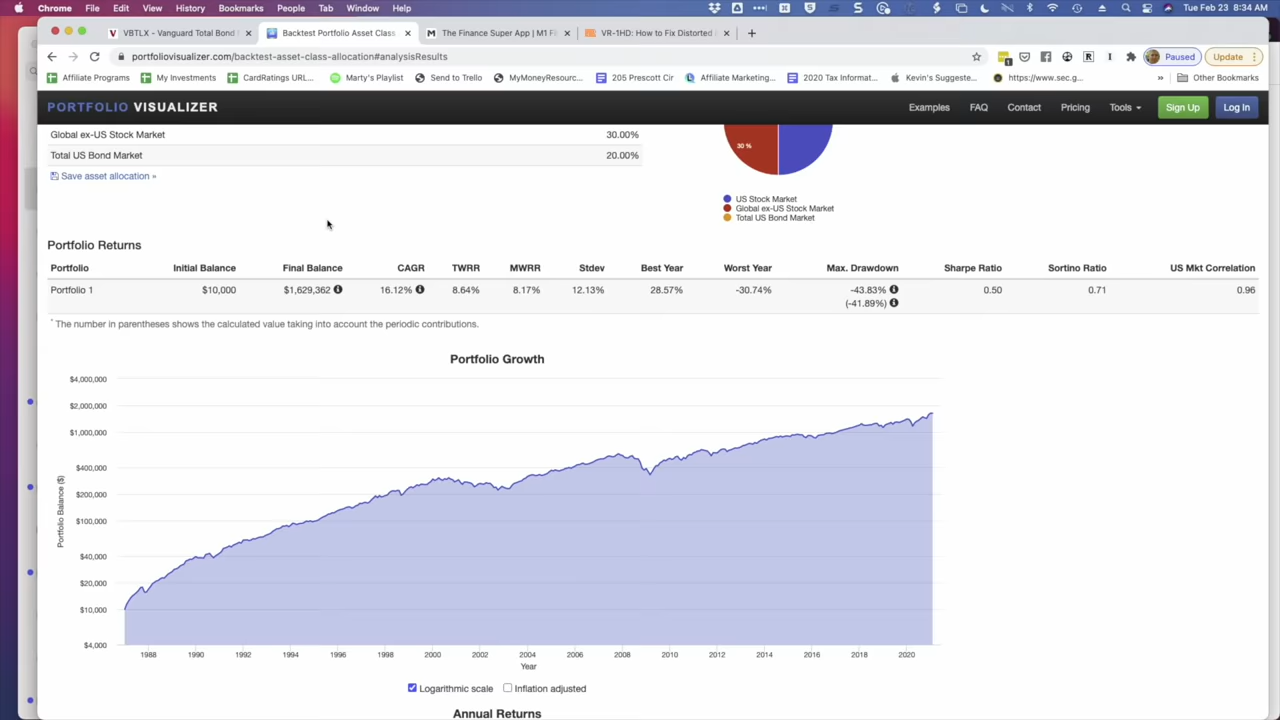 Chrome File Edit View History Bookmarks People Tab Window Help Tue Feb 23 8:34 AM
VBTLX - Vanguard Total Bond Backtest Portfolio Asset Class The Finance Super App | M1 Fi VR-1HD: How to Fix Distorted
portfoliovisualizer.com/backtest-asset-class-allocation#analysisResults Paused Update
Affiliate Programs My Investments CardRatings URL... Marty's Playlist Send to Trello MyMoneyResourc... 205 Prescott Cir Affiliate Marketing... 2020 Tax Informat... Kevin's Suggeste... https://www.sec.g... » Other Bookmarks
PORTFOLIO VISUALIZER Examples FAQ Contact Pricing Tools Sign Up Log In
Global ex-US Stock Market 30.00%
Total US Bond Market 20.00%
30 %
Save asset allocation »
US Stock Market
Global ex-US Stock Market
Total US Bond Market
Portfolio Returns
Portfolio Initial Balance Final Balance CAGR TWRR MWRR Stdev Best Year Worst Year Max. Drawdown Sharpe Ratio Sortino Ratio US Mkt Correlation
Portfolio 1 $10,000 $1,629,362 16.12% 8.64% 8.17% 12.13% 28.57% -30.74% -43.83% 0.50 0.71 0.96
(-41.89%)
* The number in parentheses shows the calculated value taking into account the periodic contributions.
Portfolio Growth
$4,000,000
$2,000,000
$1,000,000
$400,000
$200,000
$100,000
$40,000
$20,000
$10,000
$4,000
Portfolio Balance ($)
1988 1990 1992 1994 1996 1998 2000 2002 2004 2006 2008 2010 2012 2014 2016 2018 2020
Year
Logarithmic scale Inflation adjusted
Annual Returns